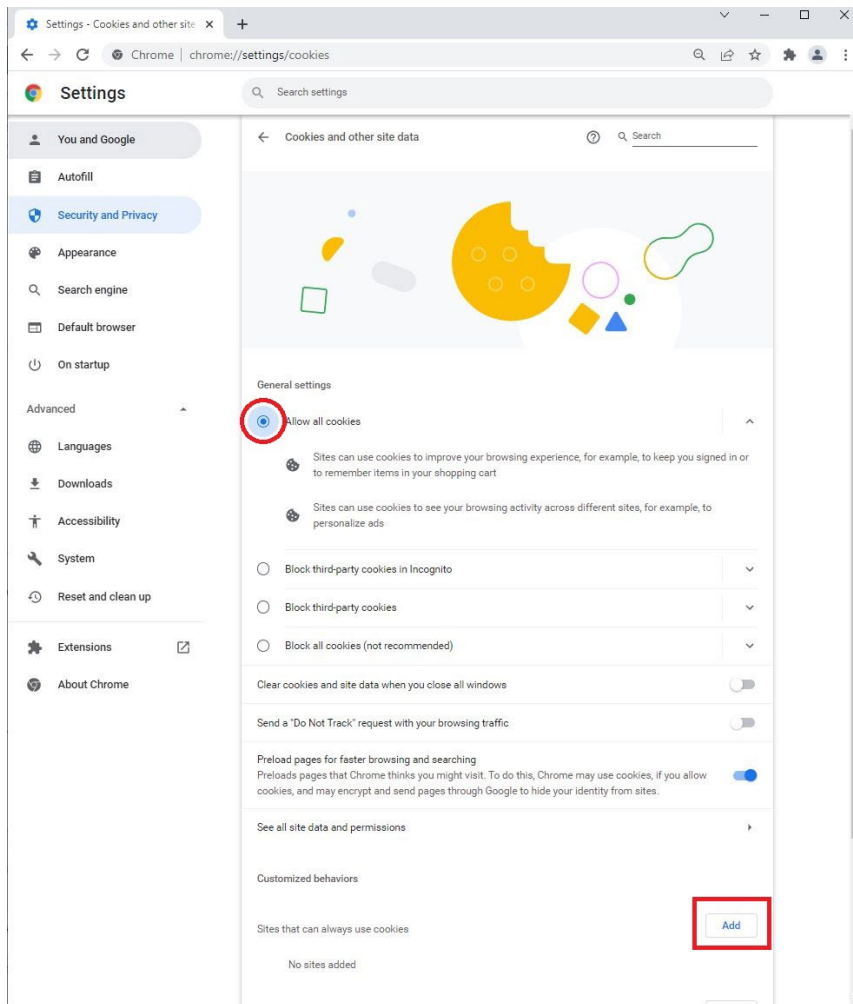 Settings - Cookies and other site
Chrome | chrome://settings/cookies
Settings
Search settings
You and Google
Autofill
Security and Privacy
Appearance
Search engine
Default browser
On startup
Advanced
Languages
Downloads
Accessibility
System
Reset and clean up
Extensions
About Chrome
Cookies and other site data
Search
General settings
Allow all cookies
Sites can use cookies to improve your browsing experience, for example, to keep you signed in or
to remember items in your shopping cart
Sites can use cookies to see your browsing activity across different sites, for example, to
personalize ads
Block third-party cookies in Incognito
Block third-party cookies
Block all cookies (not recommended)
Clear cookies and site data when you close all windows
Send a "Do Not Track" request with your browsing traffic
Preload pages for faster browsing and searching
Preloads pages that Chrome thinks you might visit. To do this, Chrome may use cookies, if you allow
cookies, and may encrypt and send pages through Google to hide your identity from sites.
See all site data and permissions
Customized behaviors
Sites that can always use cookies
Add
No sites added